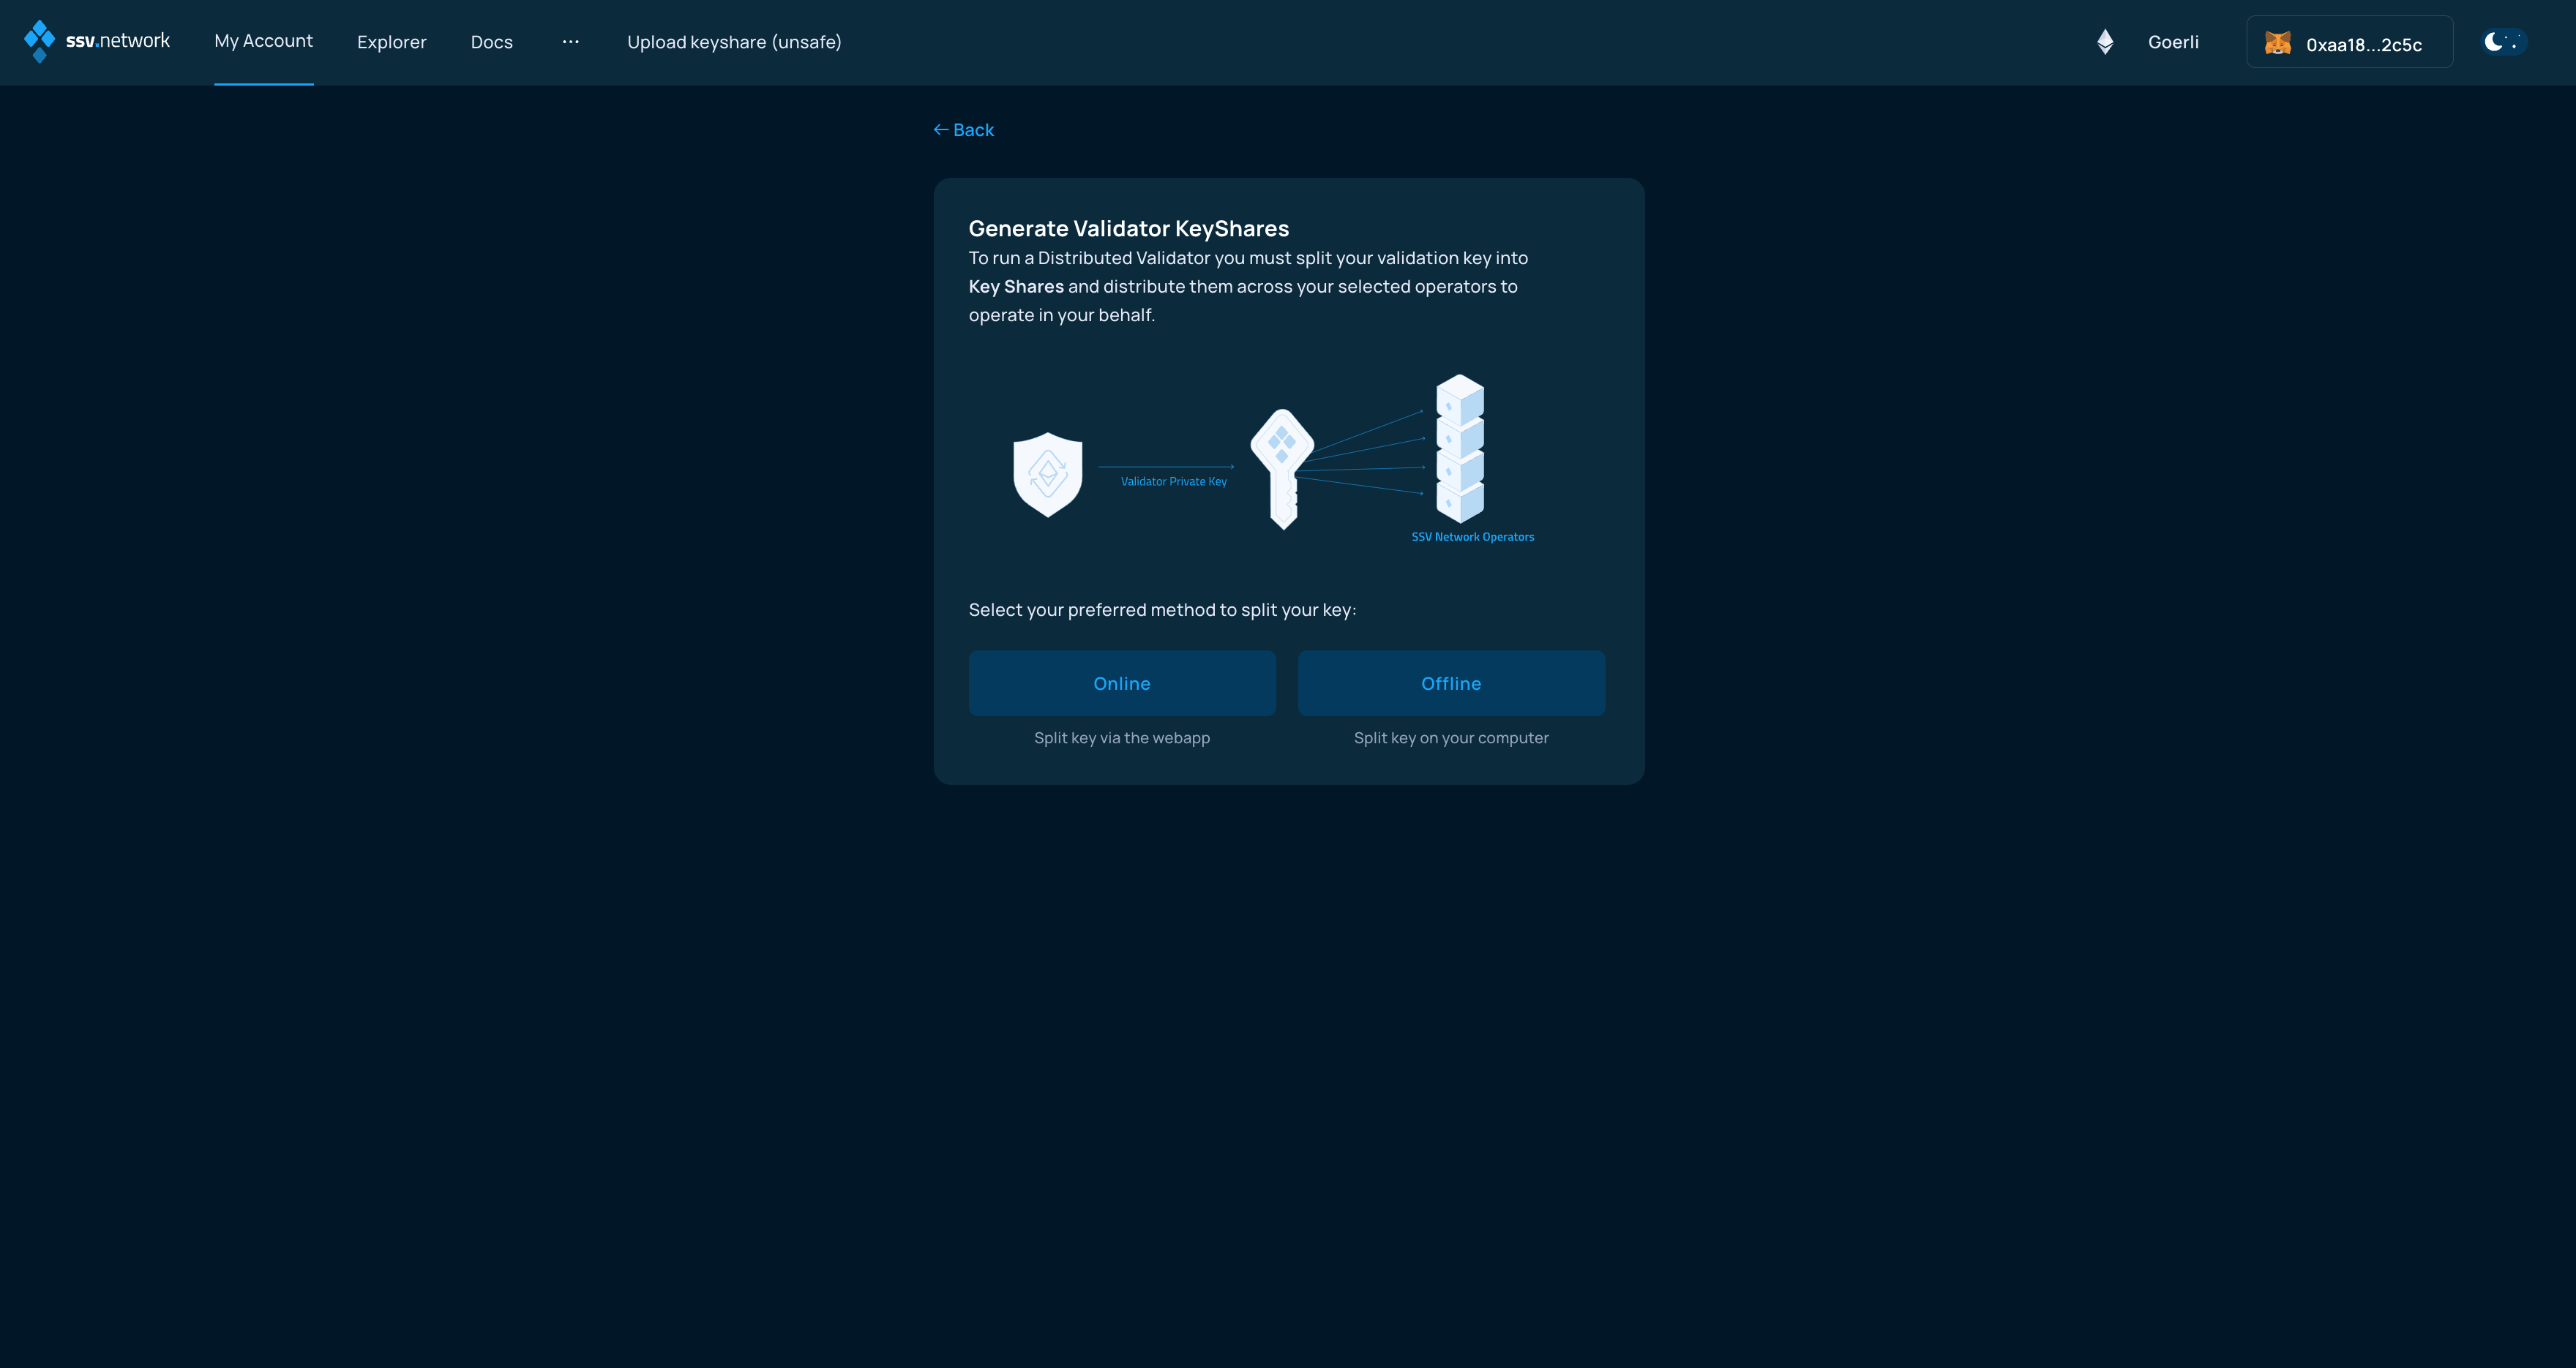 ssv.network
My Account
Explorer
Docs
...
Upload keyshare (unsafe)
Goerli
0xaa18...2c5c
Back
Generate Validator KeyShares
To run a Distributed Validator you must split your validation key into
Key Shares and distribute them across your selected operators to
operate in your behalf.
Validator Private Key
SSV Network Operators
Select your preferred method to split your key:
Online
Offline
Split key via the webapp
Split key on your computer